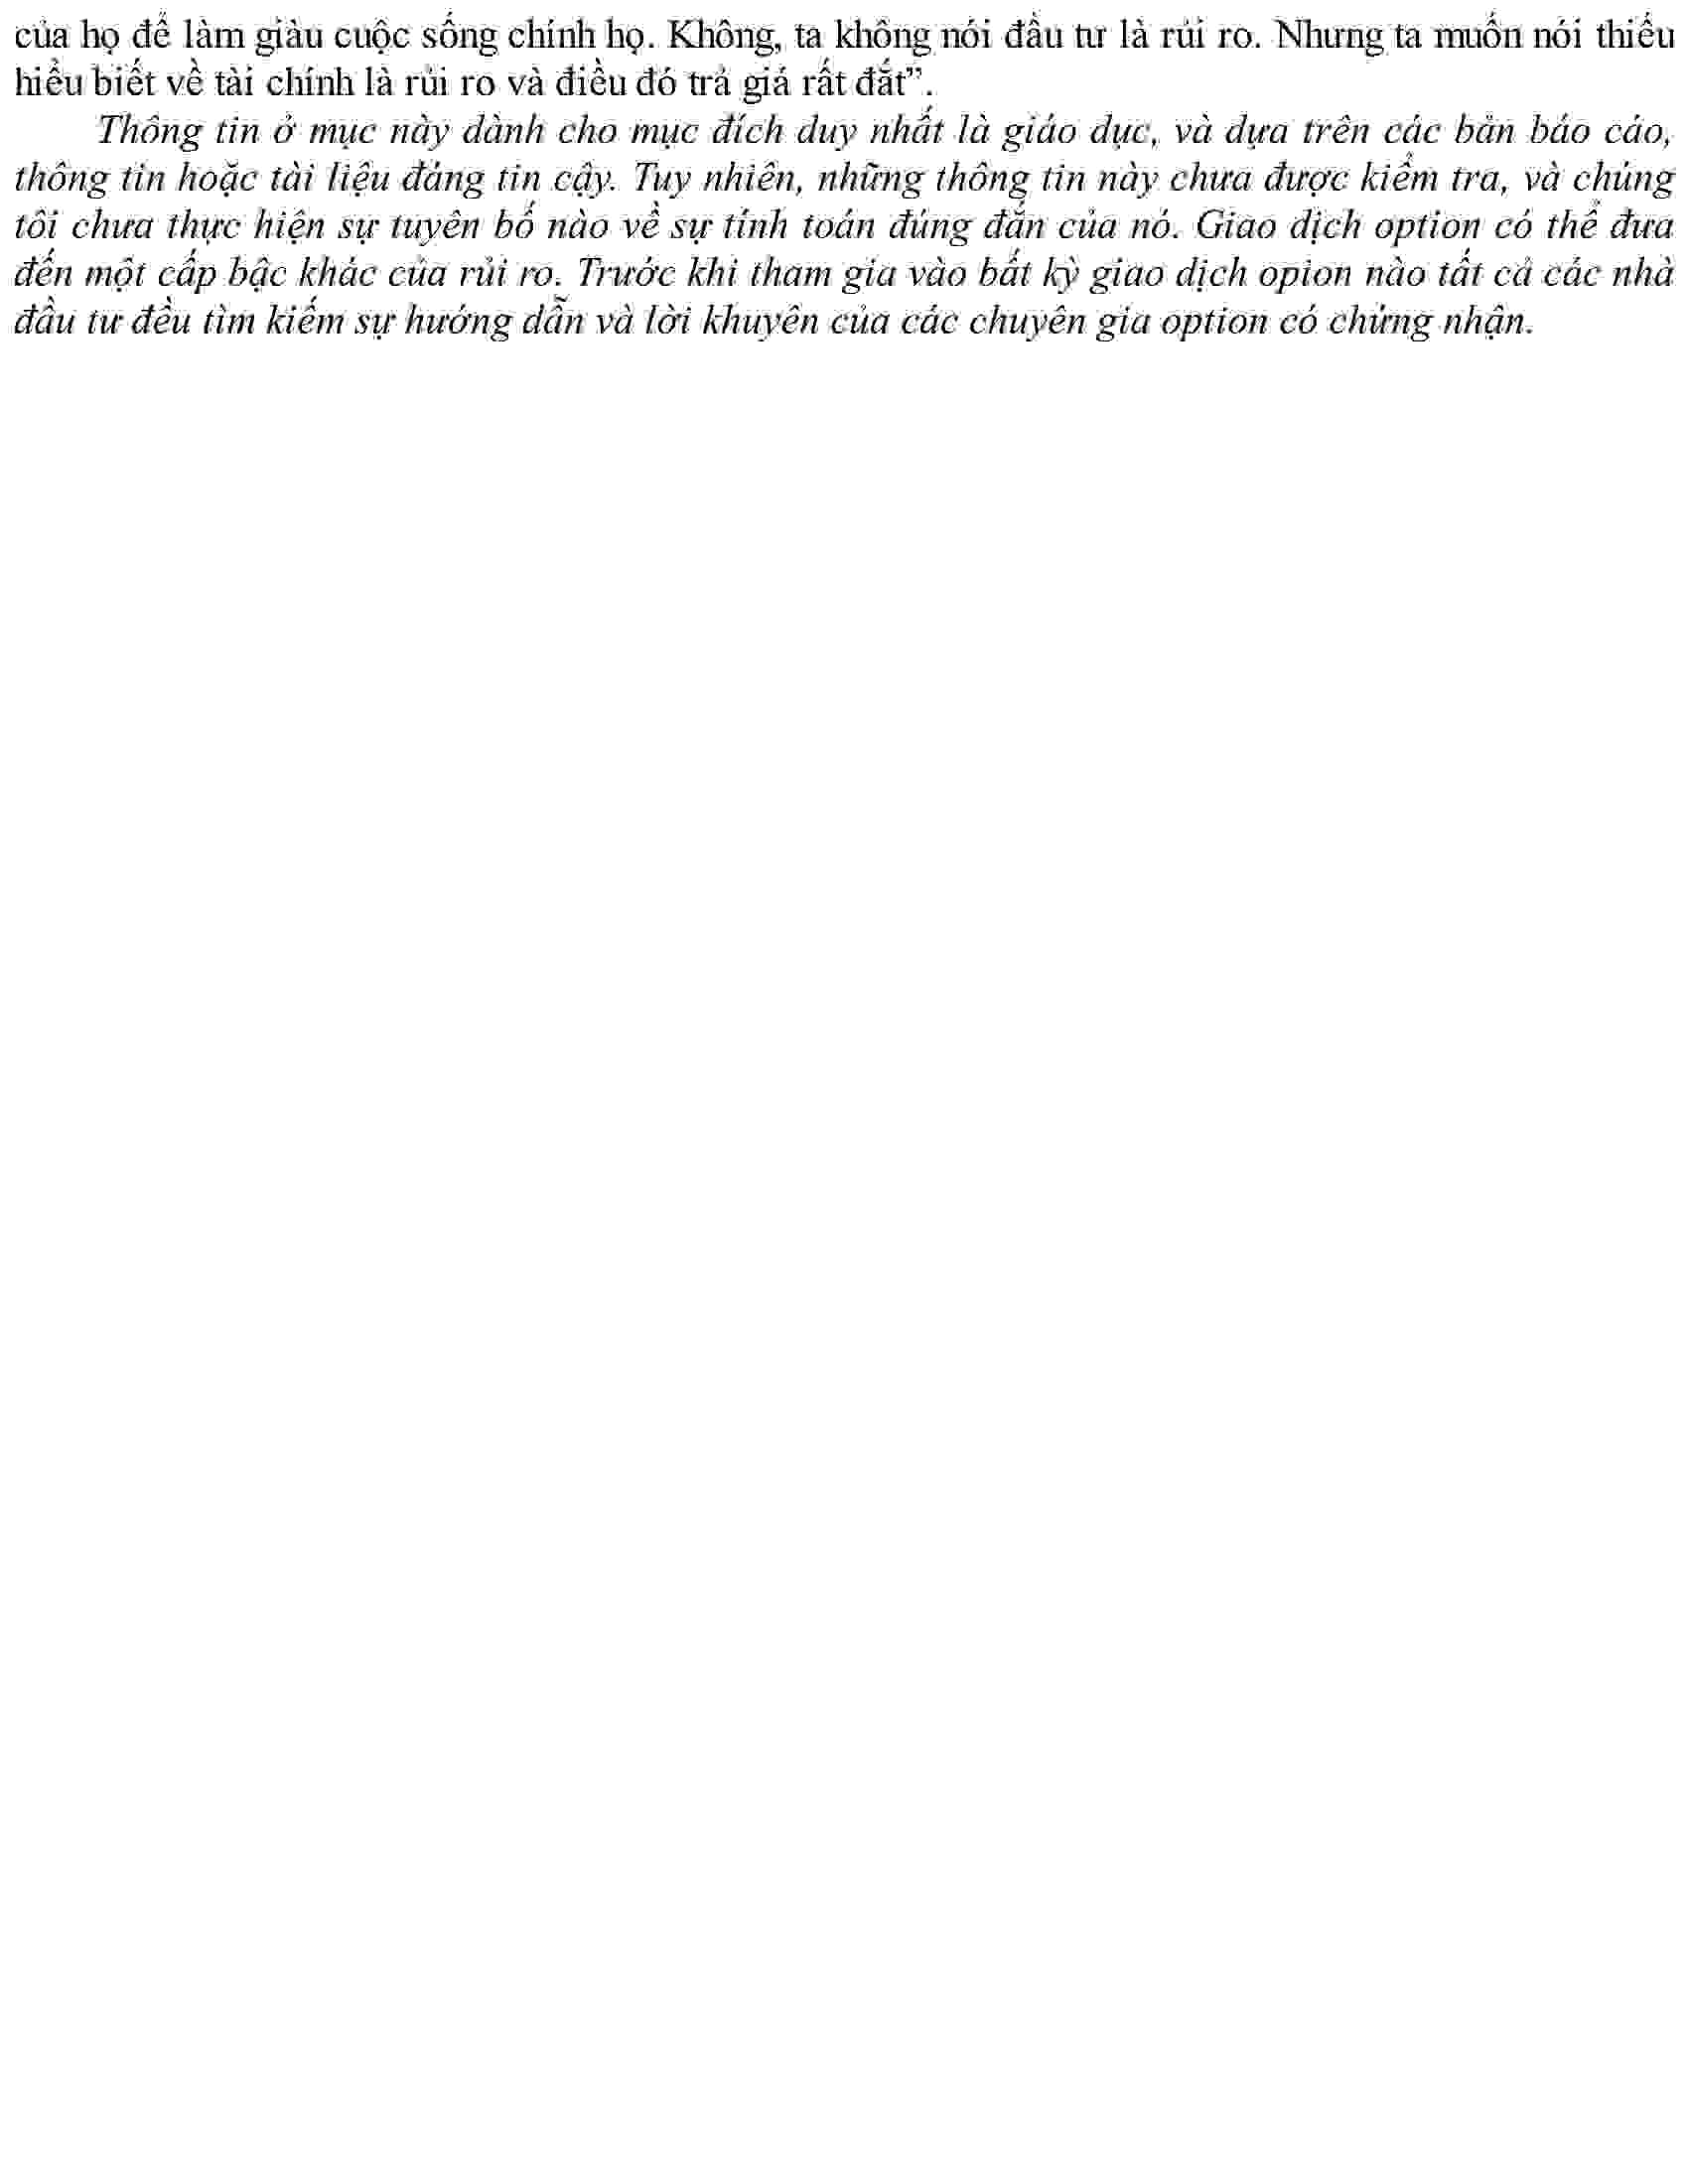 của họ để làm giàu cuộc sống chính họ. Không, ta không nói đầu tư là rủi ro. Nhưng ta muốn nói thiếu
hiểu biết về tài chính là rủi ro và điều đó trả giá rất đắt”.
Thông tin ở mục này dành cho mục đích duy nhất là giáo dục, và dựa trên các bản báo cáo,
thông tin hoặc tài liệu đáng tin cậy. Tuy nhiên, những thông tin này chưa được kiểm tra, và chúng
tôi chưa thực hiện sự tuyên bố nào về sự tính toán đúng đắn của nó. Giao dịch option có thể đưa
đến một cấp bậc khác của rủi ro. Trước khi tham gia vào bất kỳ giao dịch opion nào tất cả các nhà
đầu tư đều tìm kiếm sự hướng dẫn và lời khuyên của các chuyên gia option có chứng nhận.